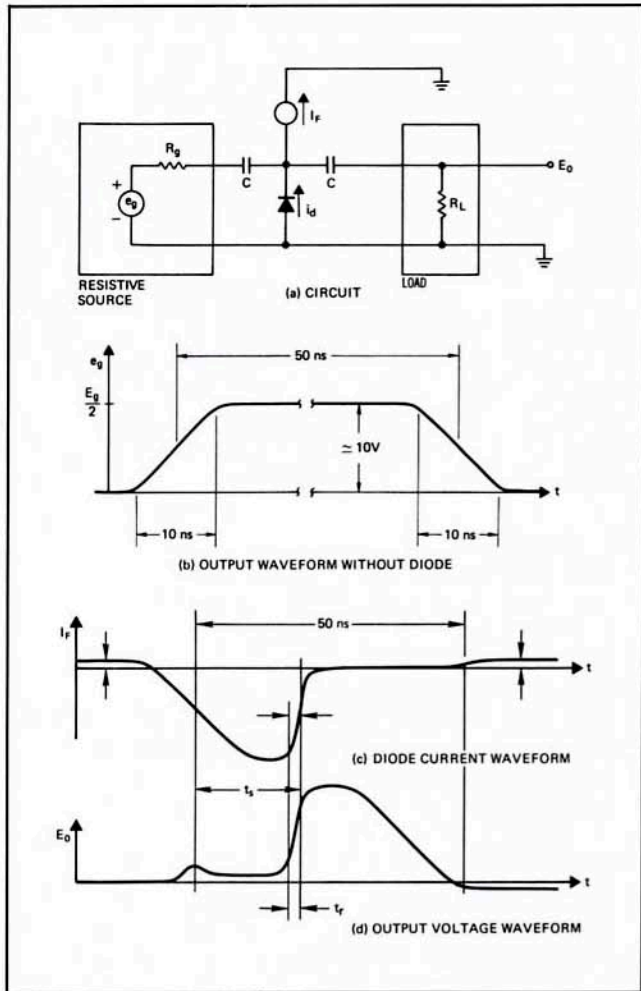 I_F
R_g
C
C
E_o
+
e_g
−
i_d
R_L
RESISTIVE
SOURCE
LOAD
(a) CIRCUIT
50 ns
e_g
E_g
2
≃ 10V
t
10 ns
10 ns
(b) OUTPUT WAVEFORM WITHOUT DIODE
50 ns
I_F
t
(c) DIODE CURRENT WAVEFORM
t_s
E_o
t
t_r
(d) OUTPUT VOLTAGE WAVEFORM